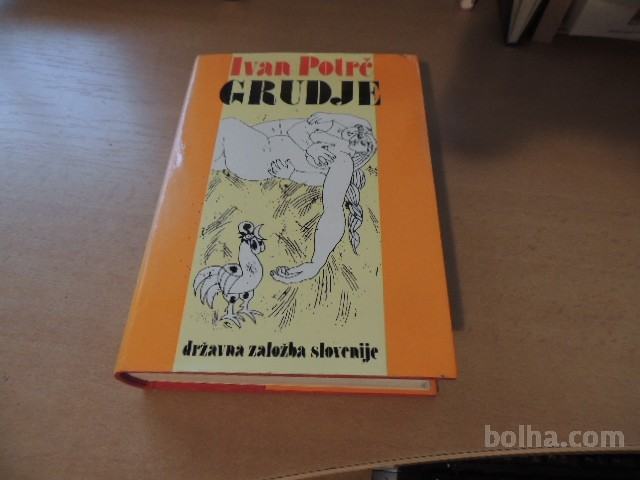 Ivan Potrč
GRUDJE
državna založba slovenije
bolha.com